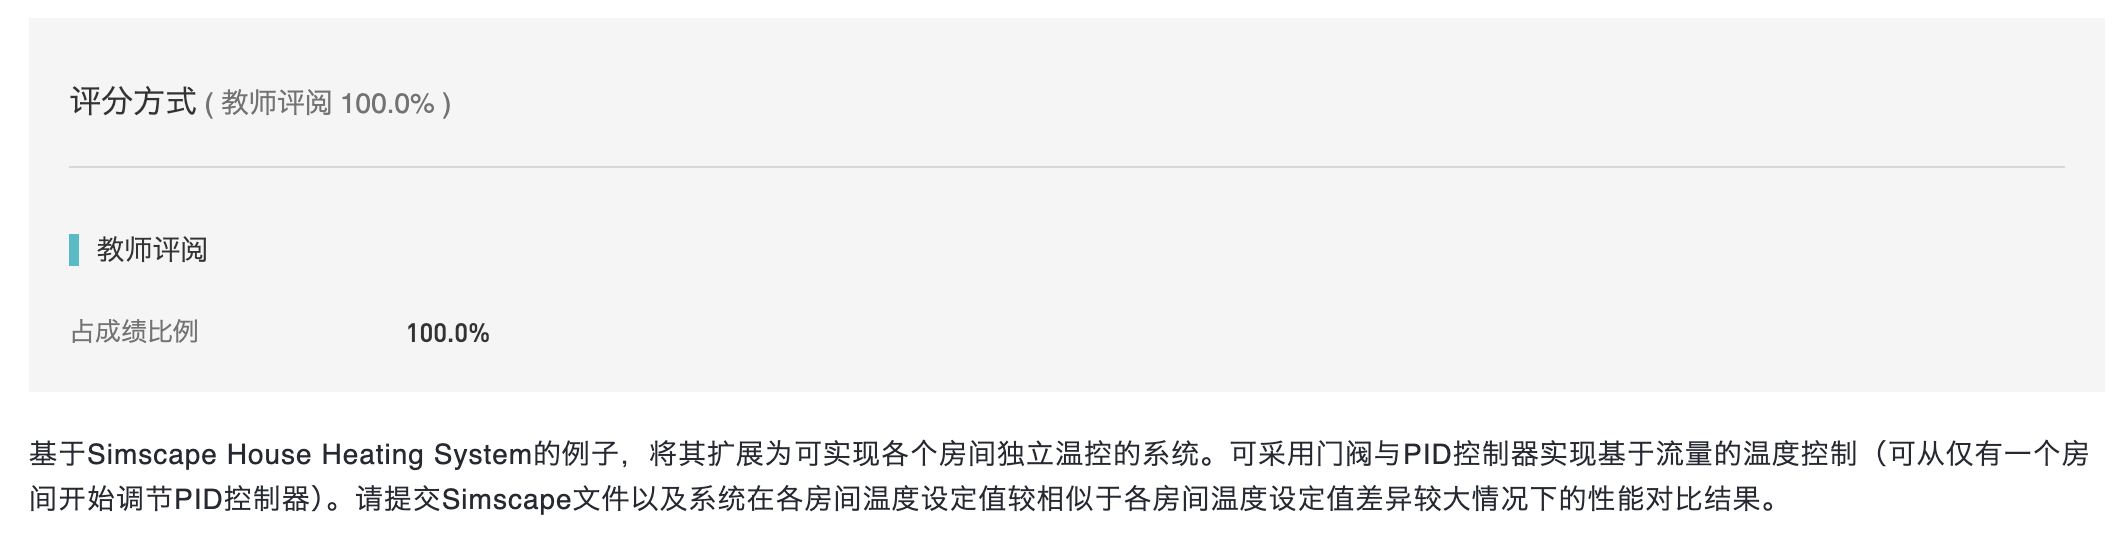 评分方式 ( 教师评阅 100.0% )
教师评阅
占成绩比例 100.0%
基于Simscape House Heating System的例子，将其扩展为可实现各个房间独立温控的系统。可采用门阀与PID控制器实现基于流量的温度控制（可从仅有一个房
间开始调节PID控制器）。请提交Simscape文件以及系统在各房间温度设定值较相似于各房间温度设定值差异较大情况下的性能对比结果。